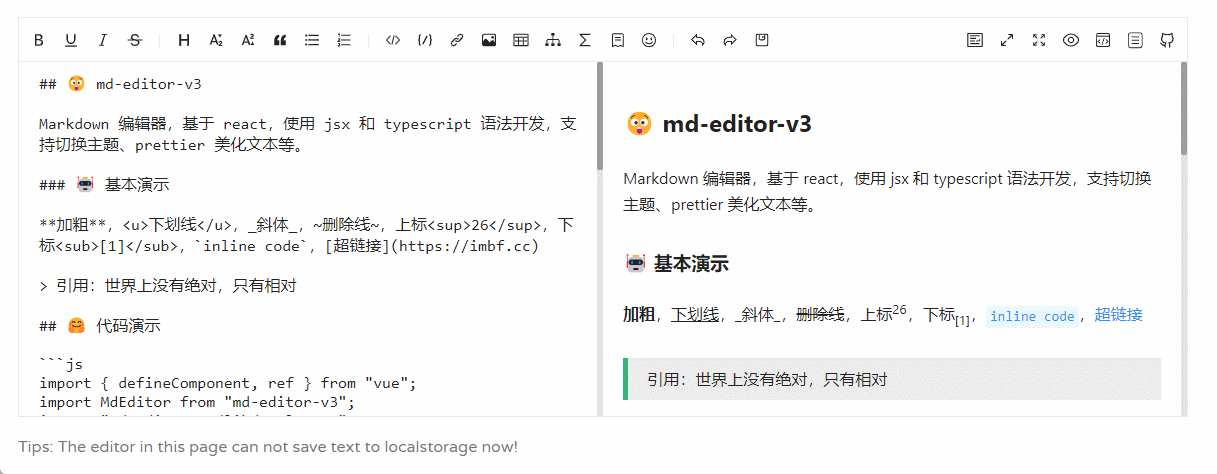 ## 😲 md-editor-v3
Markdown 编辑器，基于 react，使用 jsx 和 typescript 语法开发，支
持切换主题、prettier 美化文本等。
### 🤖 基本演示
**加粗**，<u>下划线</u>，_斜体_，~删除线~，上标<sup>26</sup>，下
标<sub>[1]</sub>，`inline code`，[超链接](https://imbf.cc)
> 引用：世界上没有绝对，只有相对
## 🤗 代码演示
```js
import { defineComponent, ref } from "vue";
import MdEditor from "md-editor-v3";
😲 md-editor-v3
Markdown 编辑器，基于 react，使用 jsx 和 typescript 语法开发，支持切换
主题、prettier 美化文本等。
🤖 基本演示
加粗，下划线，_斜体_，删除线，上标26，下标[1]，inline code，超链接
引用：世界上没有绝对，只有相对
Tips: The editor in this page can not save text to localstorage now!